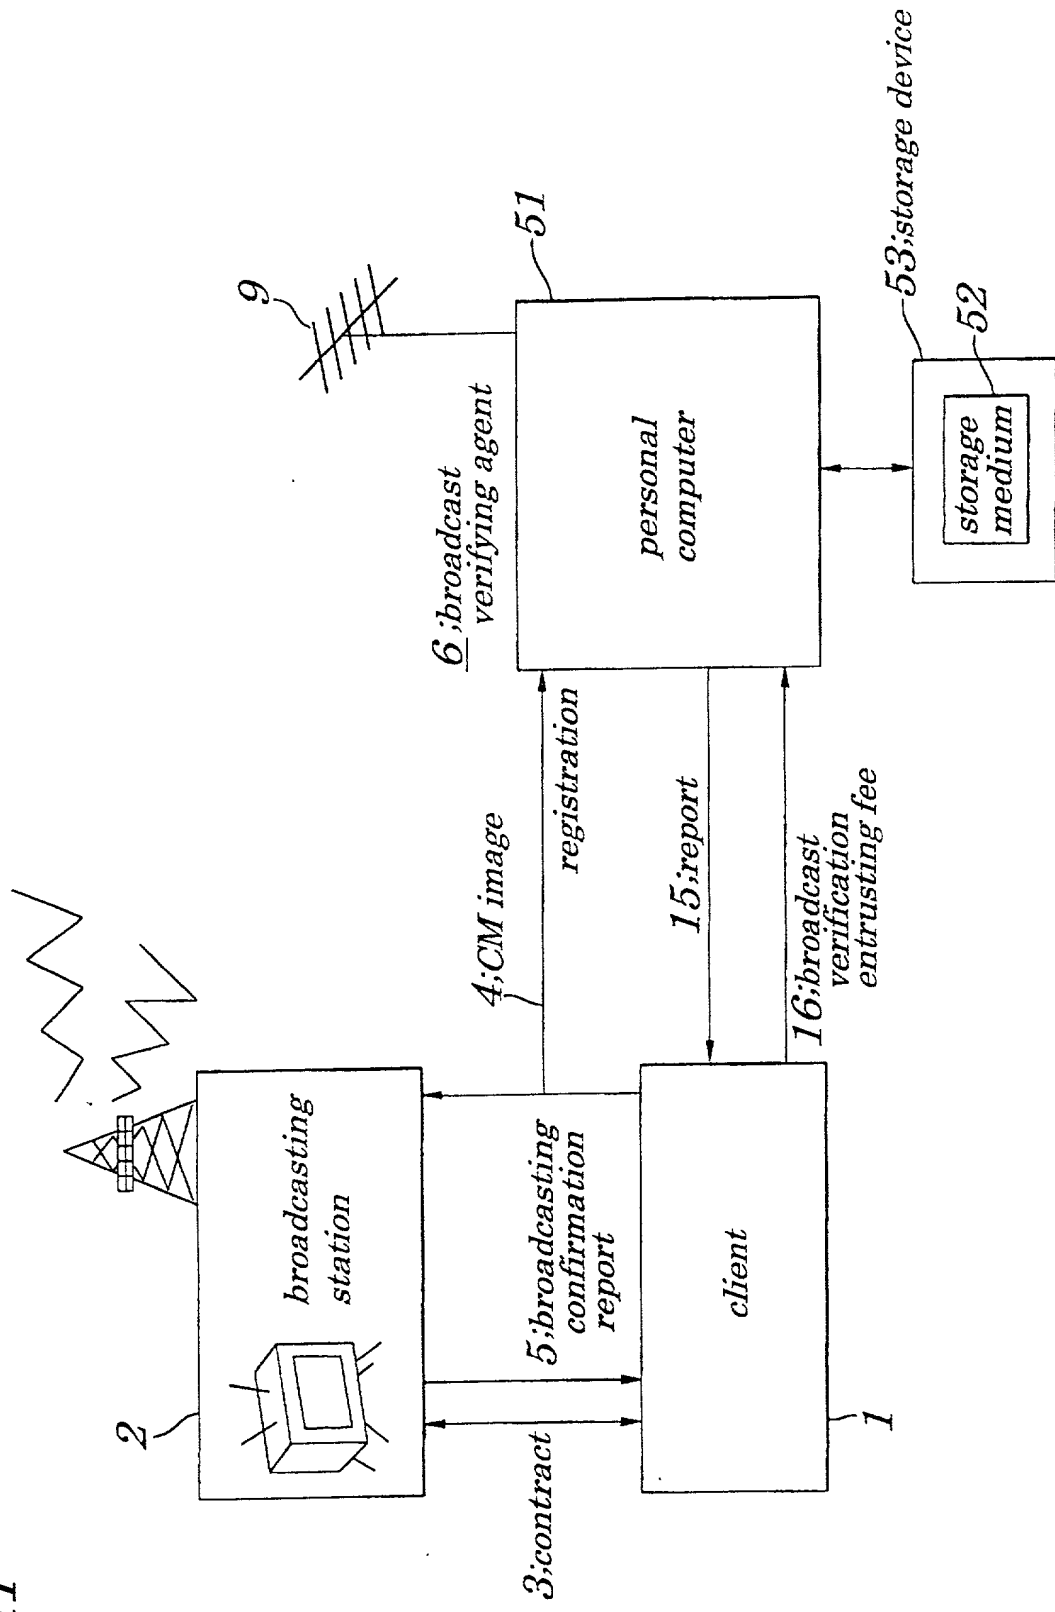 2
broadcasting
station
3;contract
5;broadcasting
confirmation
report
client
1
4;CM image
registration
15;report
16;broadcast
verification
entrusting fee
6;broadcast
verifying agent
9
51
personal
computer
53;storage device
52
storage
medium